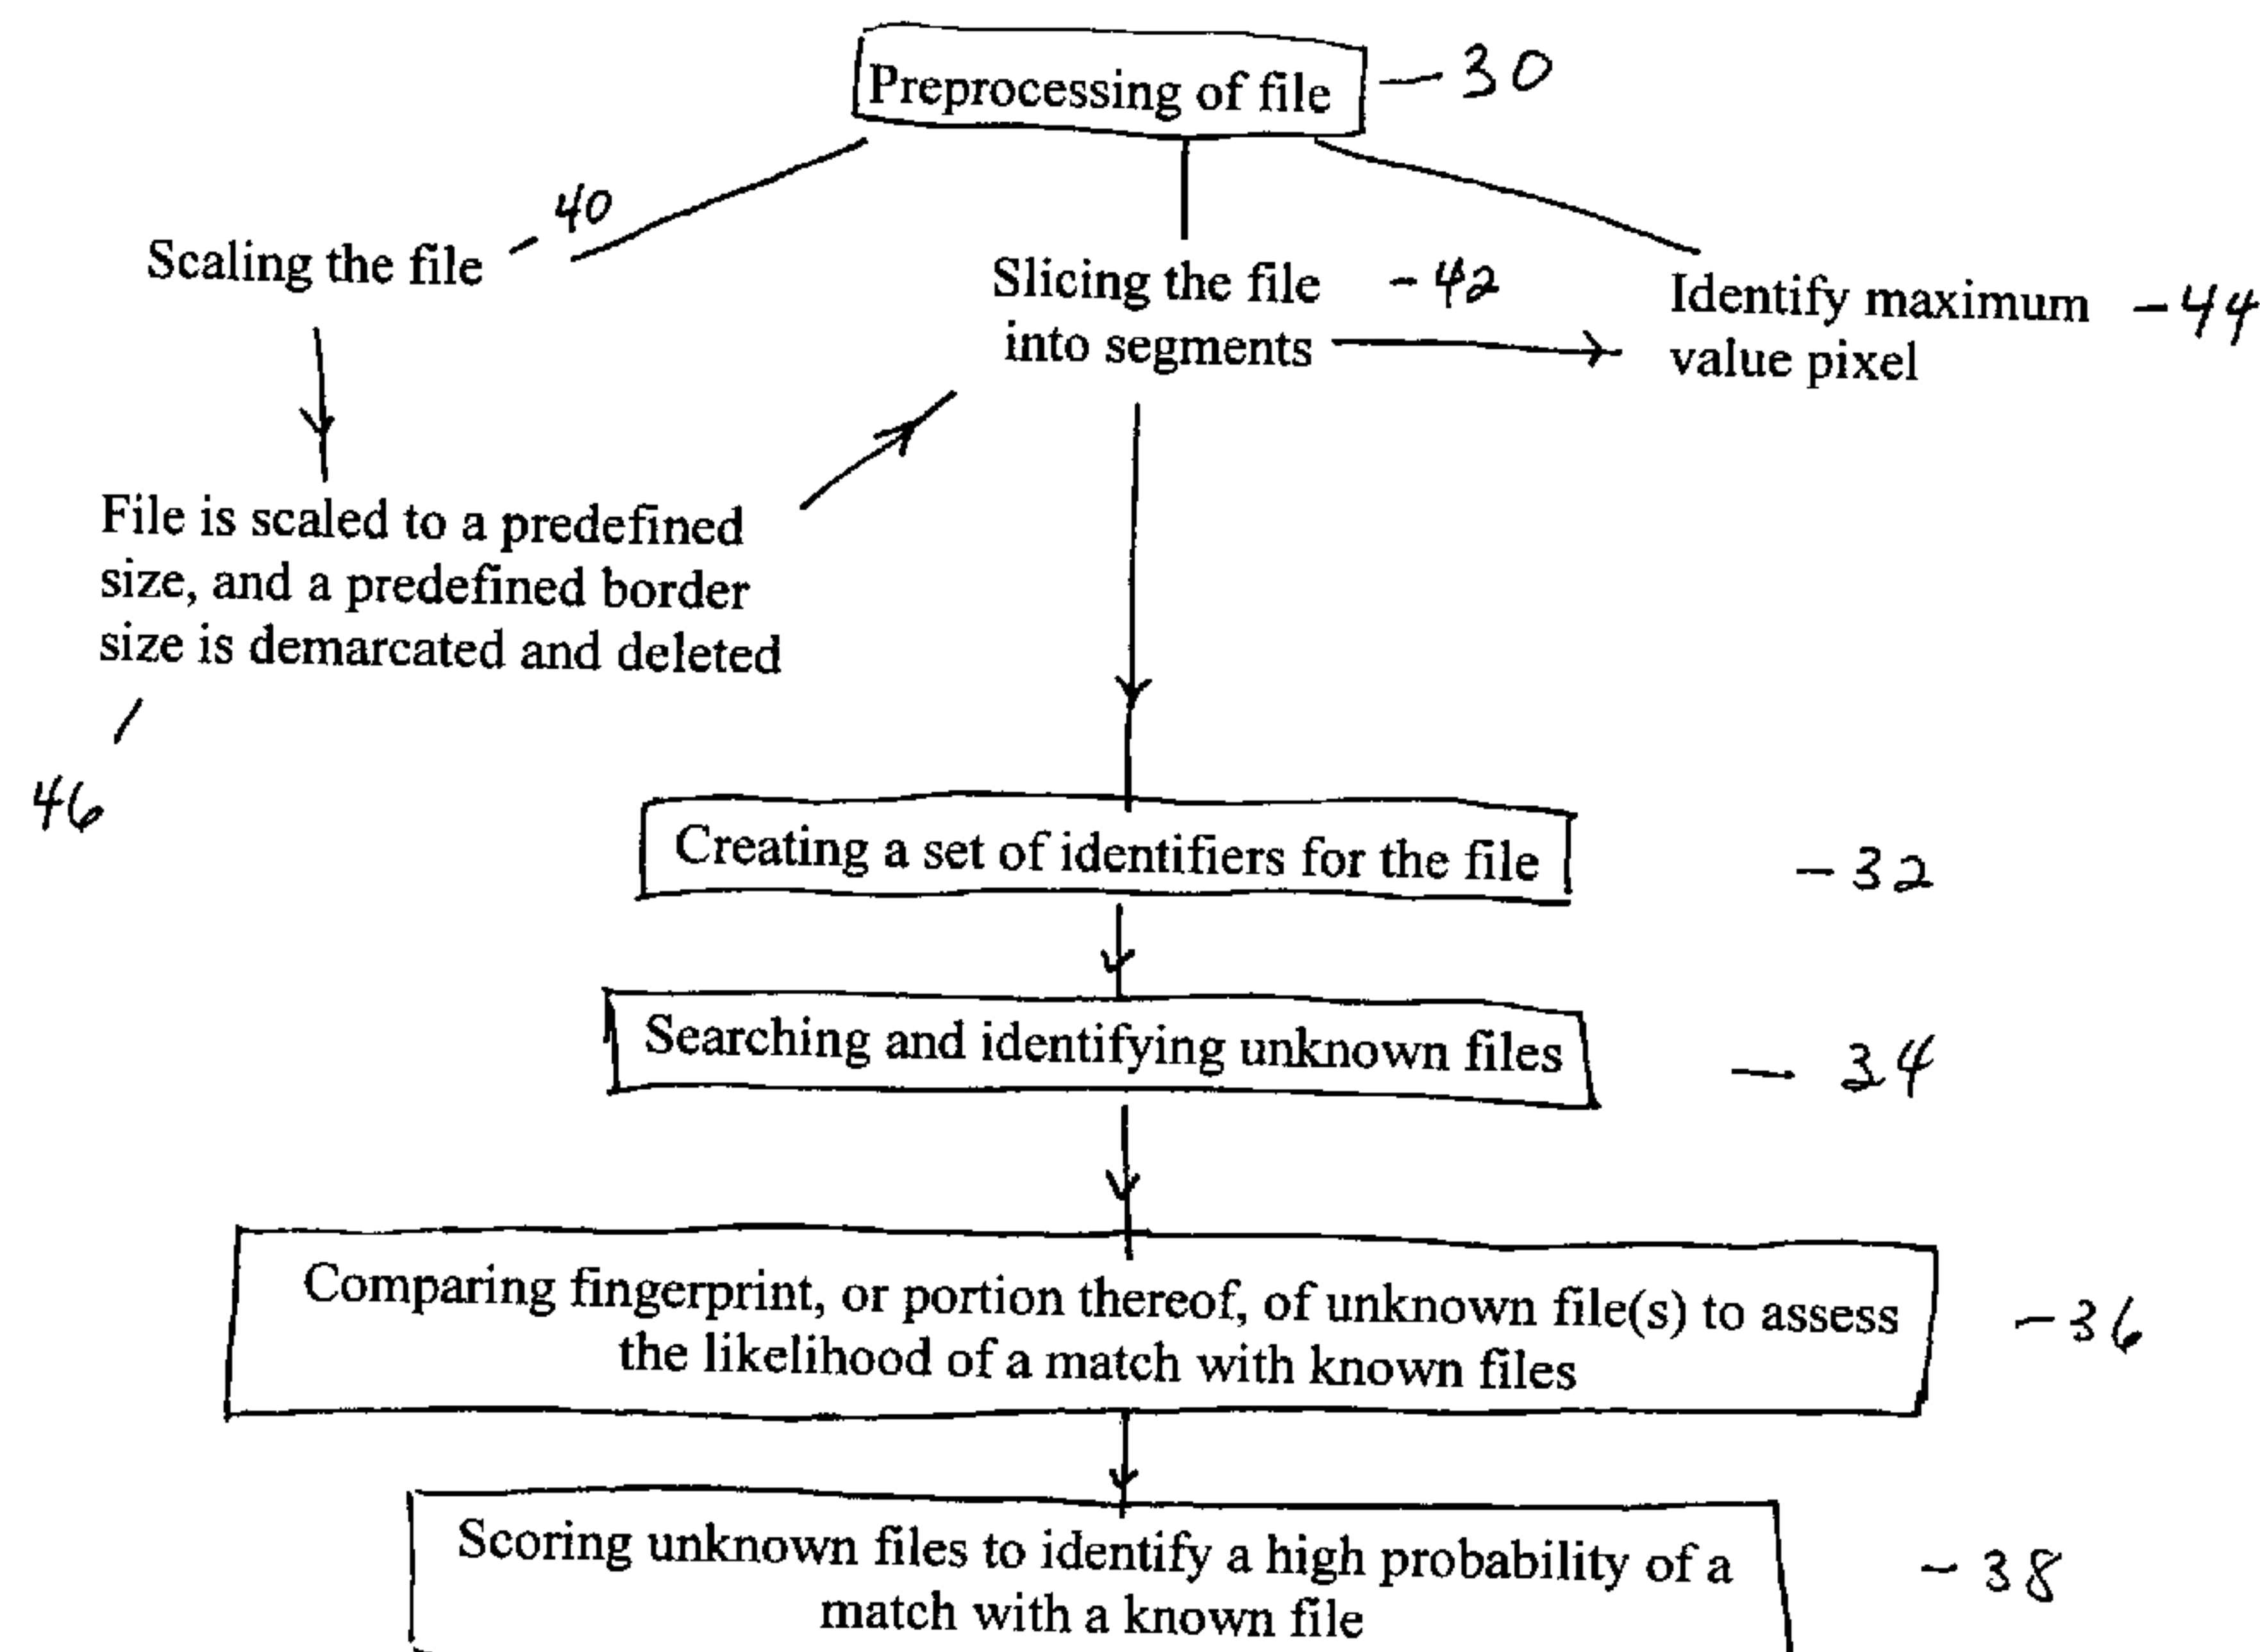 Preprocessing of file - 30
Scaling the file - 40
Slicing the file - 42
into segments
Identify maximum - 44
value pixel
File is scaled to a predefined
size, and a predefined border
size is demarcated and deleted
46
Creating a set of identifiers for the file - 32
Searching and identifying unknown files - 34
Comparing fingerprint, or portion thereof, of unknown file(s) to assess
the likelihood of a match with known files
- 36
Scoring unknown files to identify a high probability of a
match with a known file
- 38